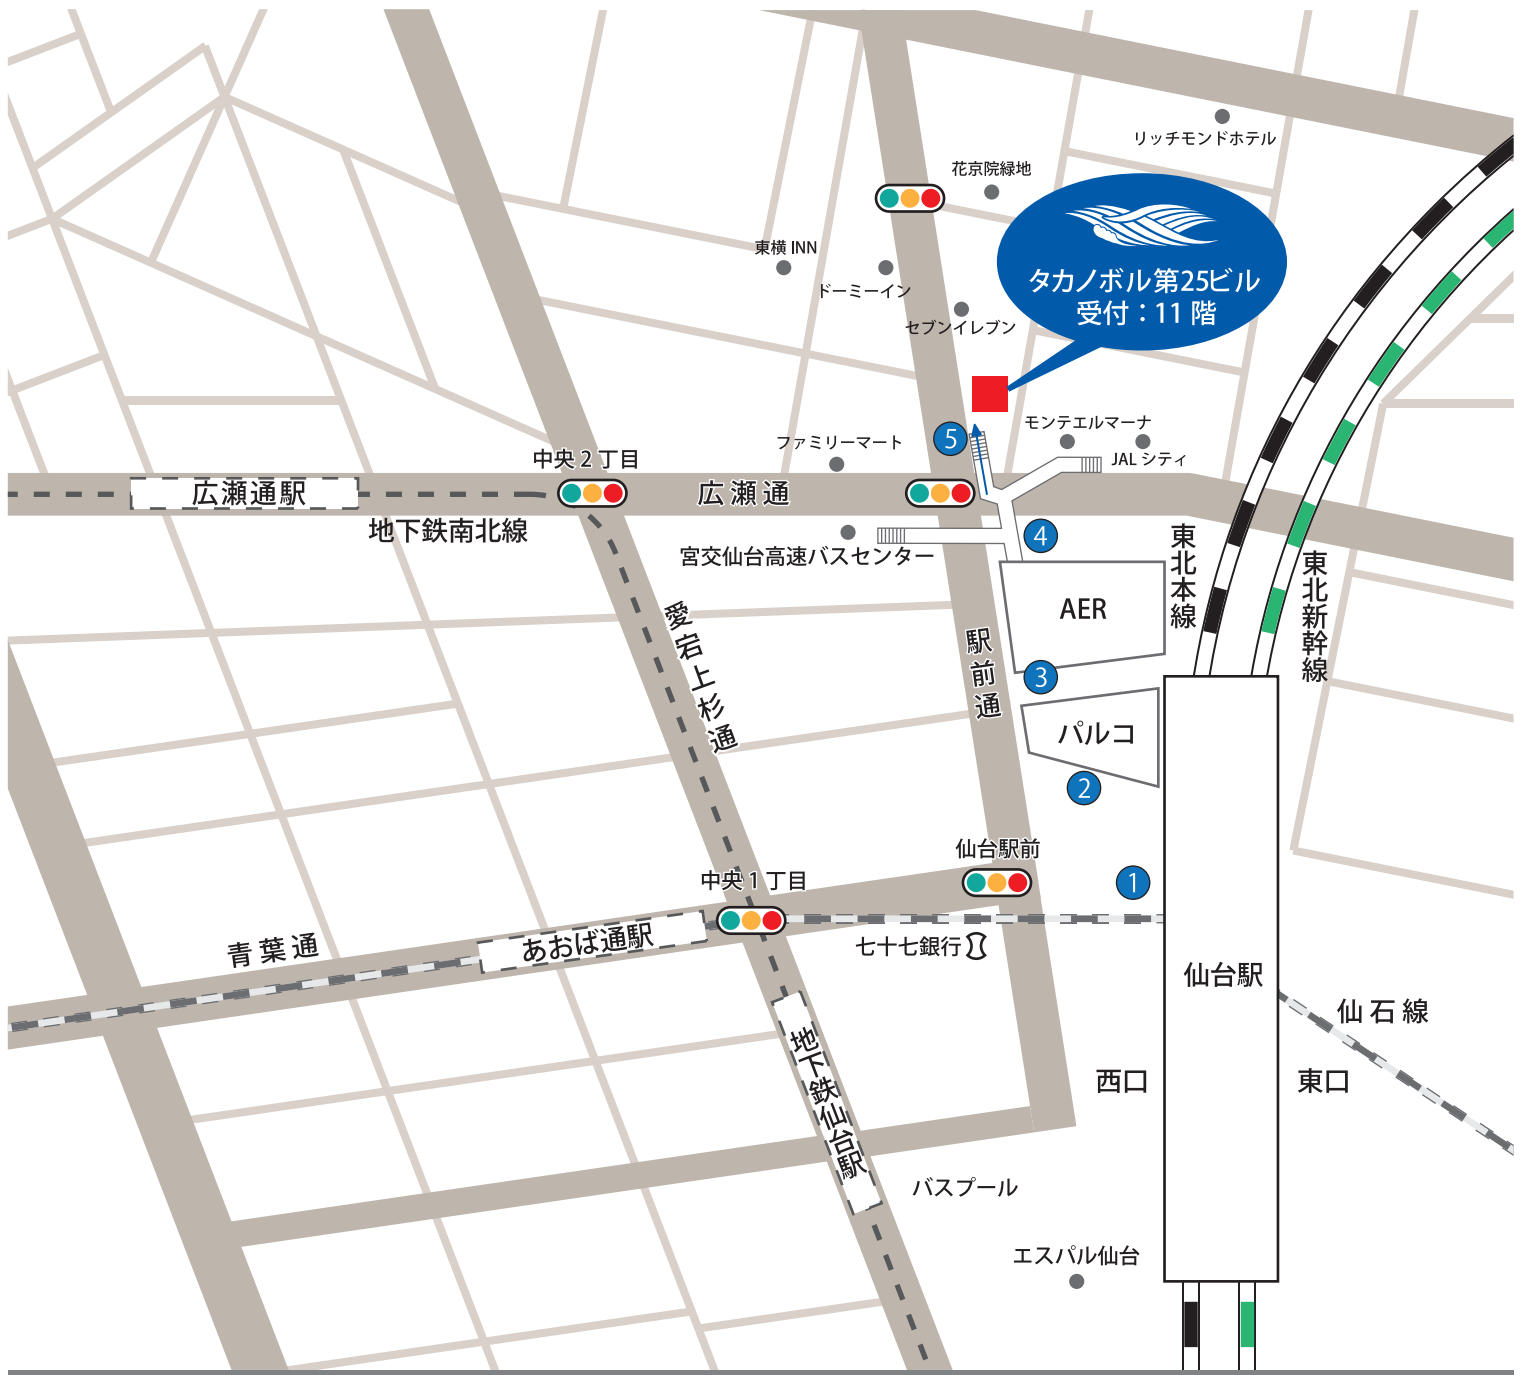 リッチモンドホテル
花京院緑地
東横 INN
ドーミーイン
セブンイレブン
タカノボル第25ビル
受付：11 階
ファミリーマート
モンテエルマーナ
JAL シティ
5
中央 2 丁目
広瀬通駅
広 瀬 通
地下鉄南北線
宮交仙台高速バスセンター
4
東北本線
東北新幹線
AER
愛宕上杉通
駅前通
3
パルコ
2
仙台駅前
1
中央 1 丁目
青 葉 通
あおば通駅
七十七銀行
仙台駅
仙 石 線
地下鉄仙台駅
西口
東口
バスプール
エスパル仙台